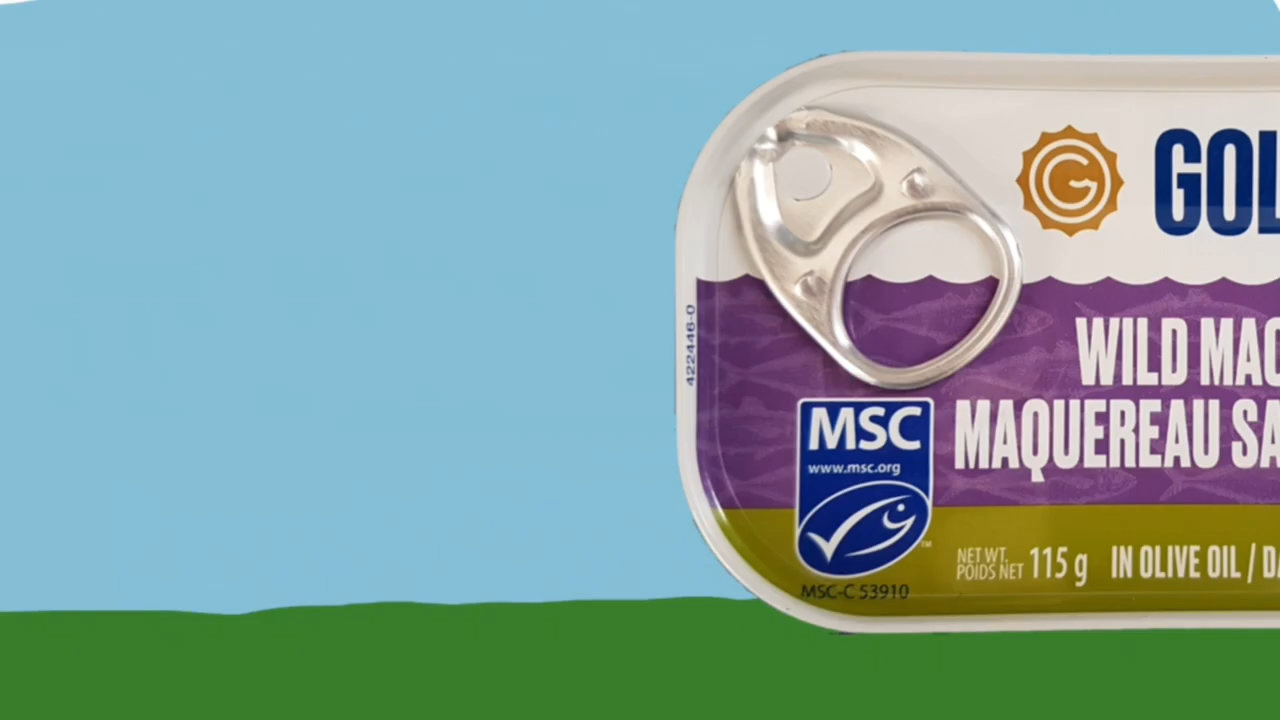 GOL
WILD MAC
MAQUEREAU SA
422446-0
MSC
www.msc.org
NET WT.
POIDS NET 115 g IN OLIVE OIL / DA
TM
MSC-C 53910